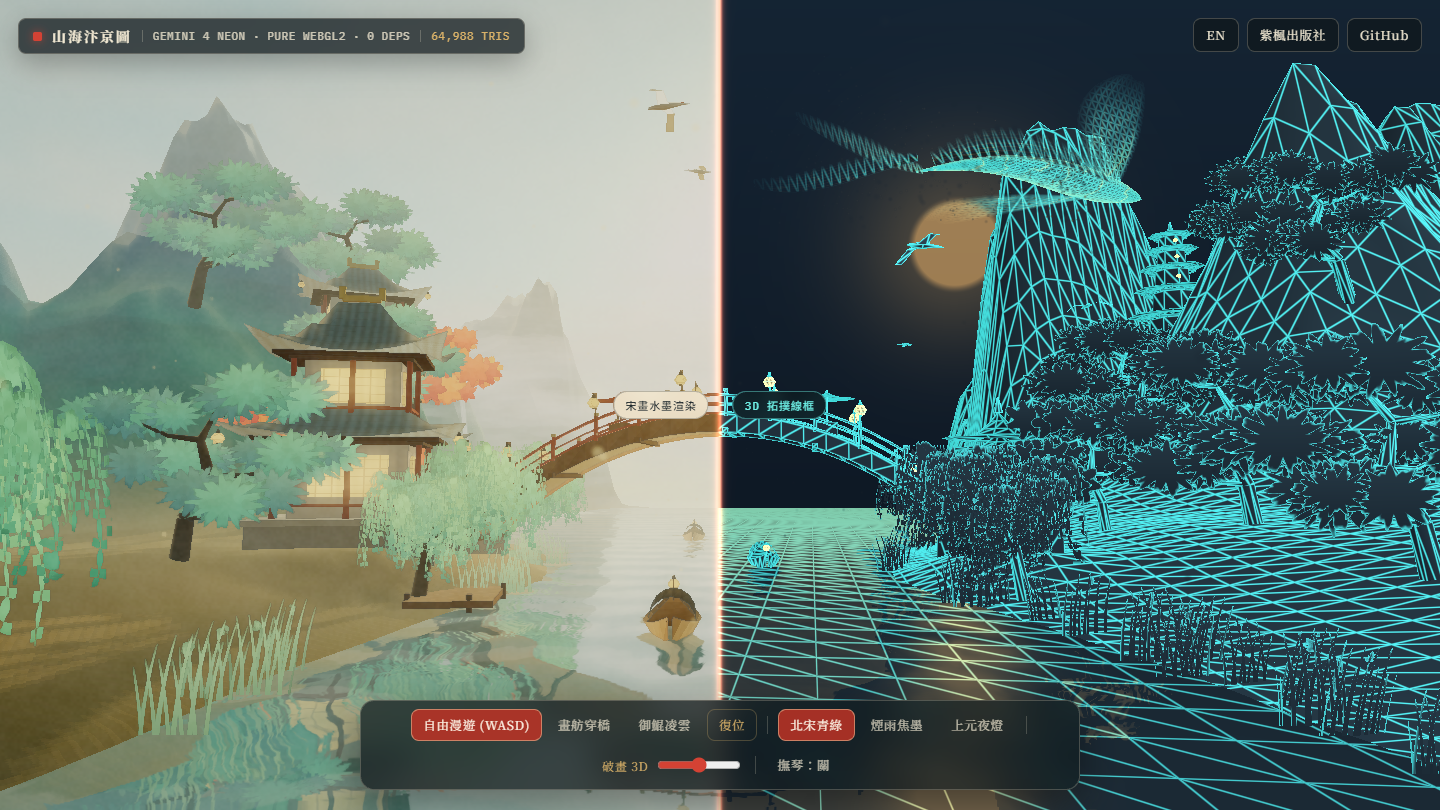 山海汴京圖 GEMINI 4 NEON · PURE WEBGL2 · 0 DEPS 64,988 TRIS
EN 紫楓出版社 GitHub
宋畫水墨渲染 3D 拓撲線框
自由漫遊 (WASD) 畫舫穿橋 御鯤凌雲 復位 北宋青綠 煙雨焦墨 上元夜燈
破畫 3D 撫琴：關